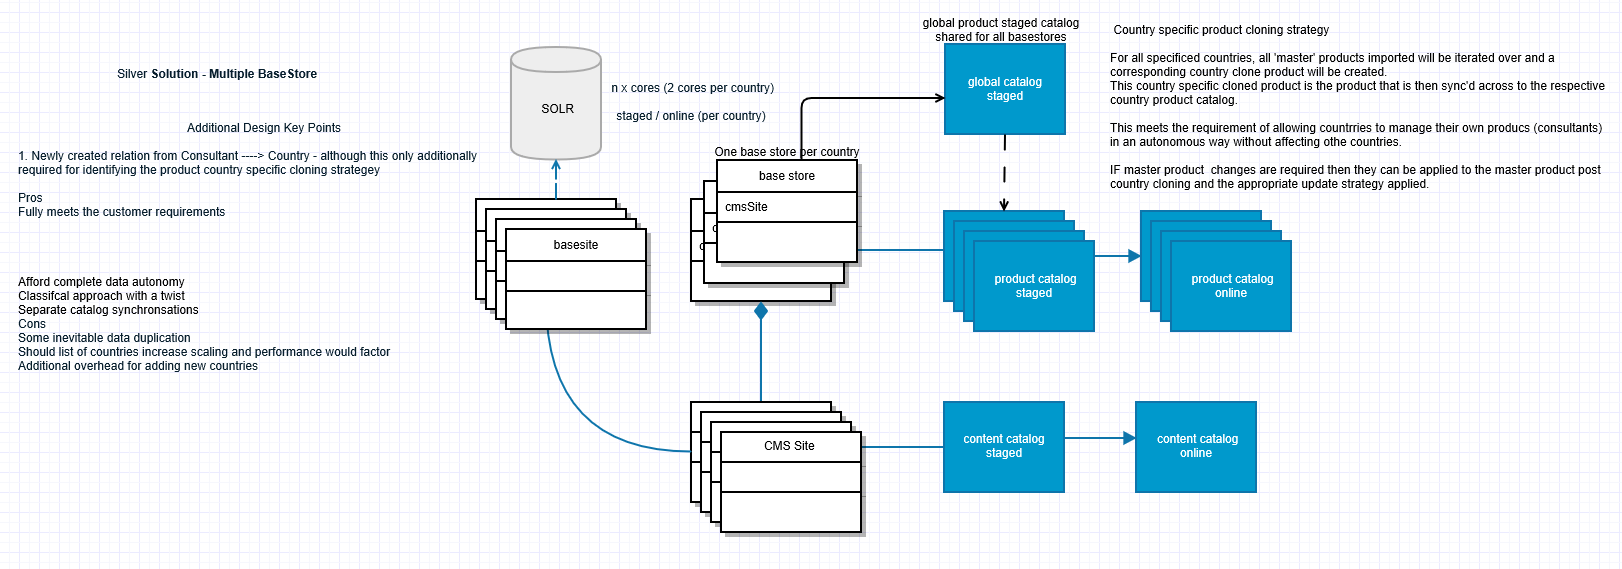 Silver Solution - Multiple BaseStore
Additional Design Key Points
1. Newly created relation from Consultant ----> Country - although this only additionally
required for identifying the product country specific cloning strategey
Pros
Fully meets the customer requirements
Afford complete data autonomy
Classifcal approach with a twist
Separate catalog synchronsations
Cons
Some inevitable data duplication
Should list of countries increase scaling and performance would factor
Additional overhead for adding new countries
SOLR
n x cores (2 cores per country)
staged / online (per country)
basesite
One base store per country
base store
cmsSite
c
c
CMS Site
global product staged catalog
shared for all basestores
global catalog
staged
product catalog
staged
product catalog
online
content catalog
staged
content catalog
online
Country specific product cloning strategy
For all specificed countries, all 'master' products imported will be iterated over and a
corresponding country clone product will be created.
This country specific cloned product is the product that is then sync'd across to the respective
country product catalog.
This meets the requirement of allowing countrries to manage their own producs (consultants)
in an autonomous way without affecting othe countries.
IF master product  changes are required then they can be applied to the master product post
country cloning and the appropriate update strategy applied.